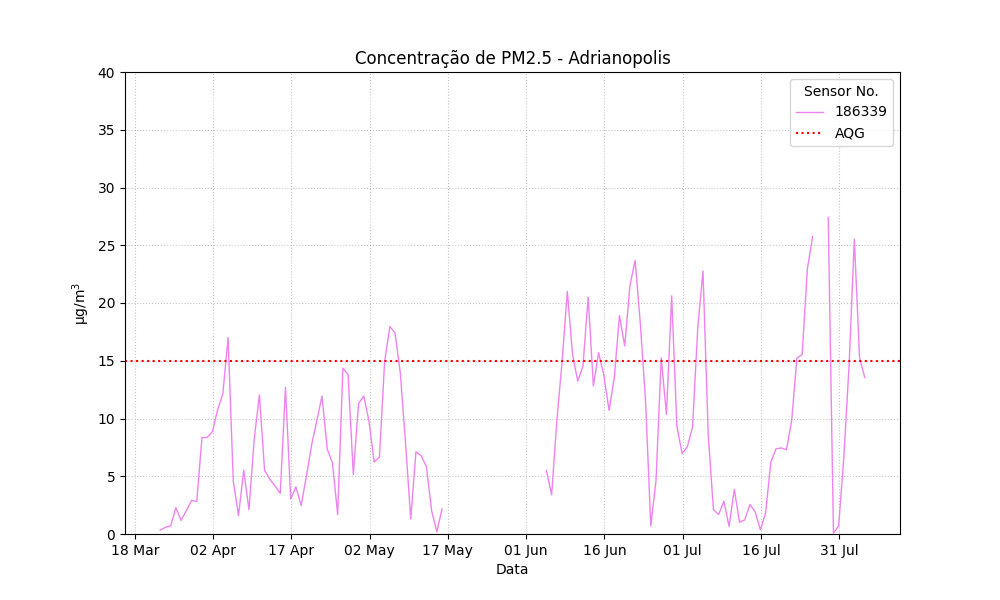 Concentração de PM2.5 - Adrianopolis
40
35
30
25
20
15
10
5
0
µg/m³
Sensor No.
186339
AQG
18 Mar 02 Apr 17 Apr 02 May 17 May 01 Jun 16 Jun 01 Jul 16 Jul 31 Jul
Data